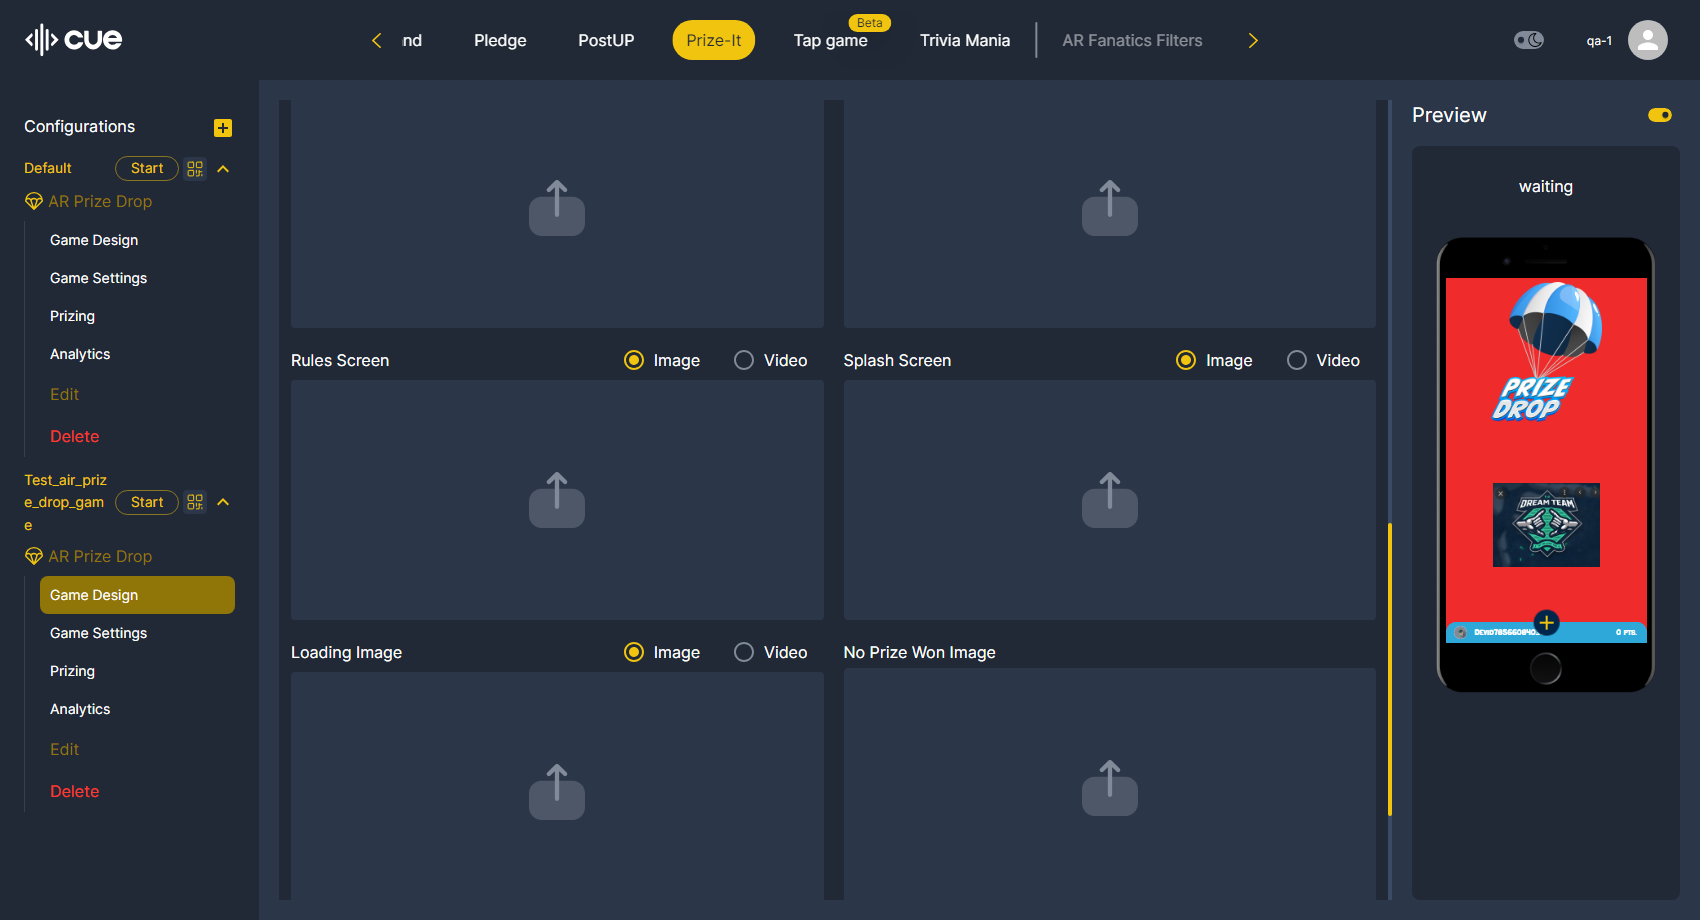 cue
nd
Pledge
PostUP
Prize-It
Beta
Tap game
Trivia Mania
AR Fanatics Filters
qa-1
Configurations
Default
Start
AR Prize Drop
Game Design
Game Settings
Prizing
Analytics
Edit
Delete
Test_air_priz
e_drop_gam
e
Start
AR Prize Drop
Game Design
Game Settings
Prizing
Analytics
Edit
Delete
Rules Screen
Image
Video
Splash Screen
Image
Video
Loading Image
Image
Video
No Prize Won Image
Preview
waiting
PRIZE
DROP
DREAM TEAM
0 PTS.